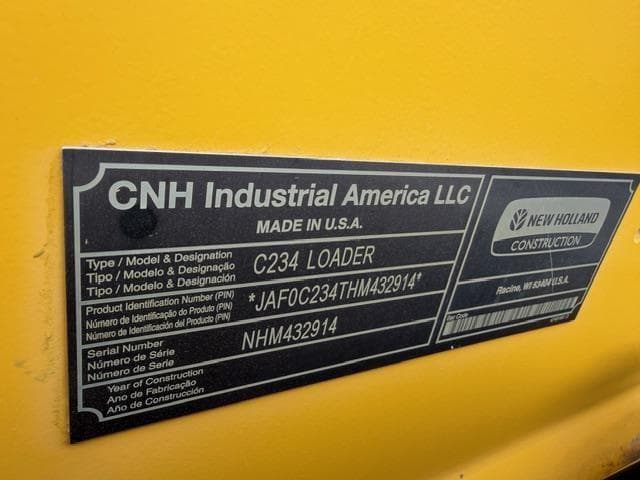 CNH Industrial America LLC
MADE IN U.S.A.
Type / Model & Designation
Tipo / Modelo & Designação
Tipo / Modelo & Designación
C234 LOADER
Product Identification Number (PIN)
Número de Identificação do Produto (PIN)
Número de Identificación del Producto (PIN)
*JAF0C234THM432914*
Serial Number
Número de Série
Número de Serie
NHM432914
Year of Construction
Ano de Fabricação
Año de Construcción
NEW HOLLAND
CONSTRUCTION
Racine, WI 53404 U.S.A.
Bar Code